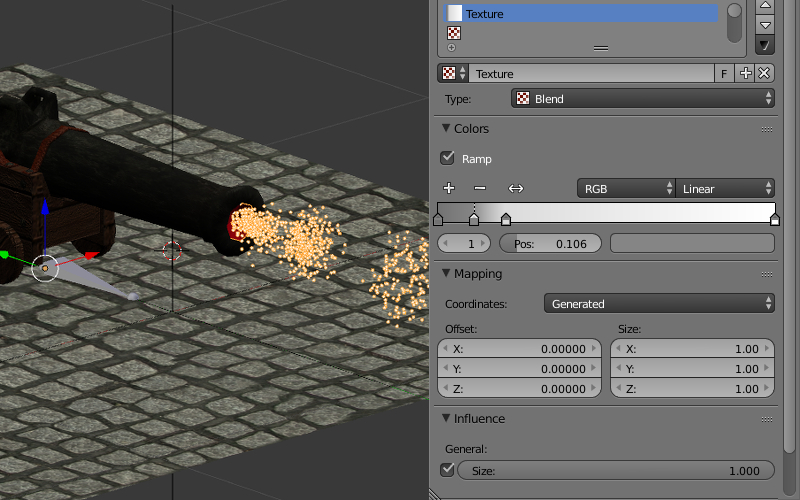 Texture
Texture F
Type: Blend
Colors
Ramp
RGB Linear
1 Pos: 0.106
Mapping
Coordinates: Generated
Offset: Size:
X: 0.00000 X: 1.00
Y: 0.00000 Y: 1.00
Z: 0.00000 Z: 1.00
Influence
General:
Size: 1.000